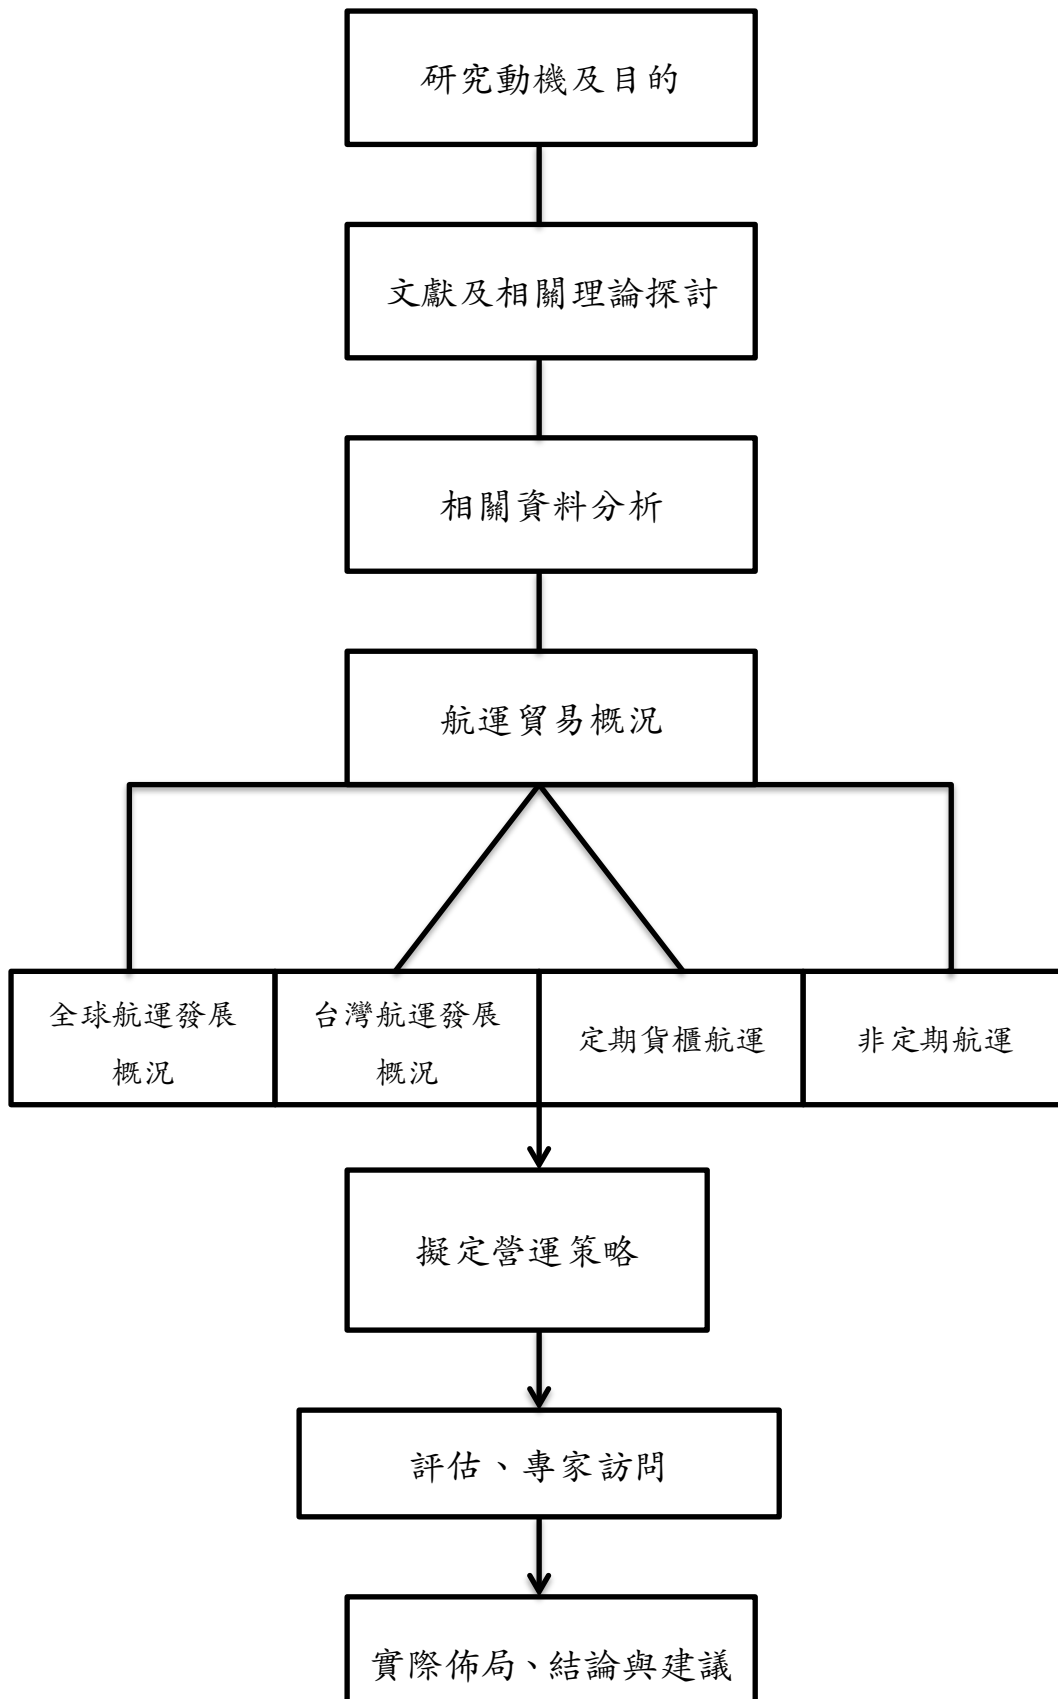 研究動機及目的
文獻及相關理論探討
相關資料分析
航運貿易概況
全球航運發展
概況
台灣航運發展
概況
定期貨櫃航運
非定期航運
擬定營運策略
評估、專家訪問
實際佈局、結論與建議